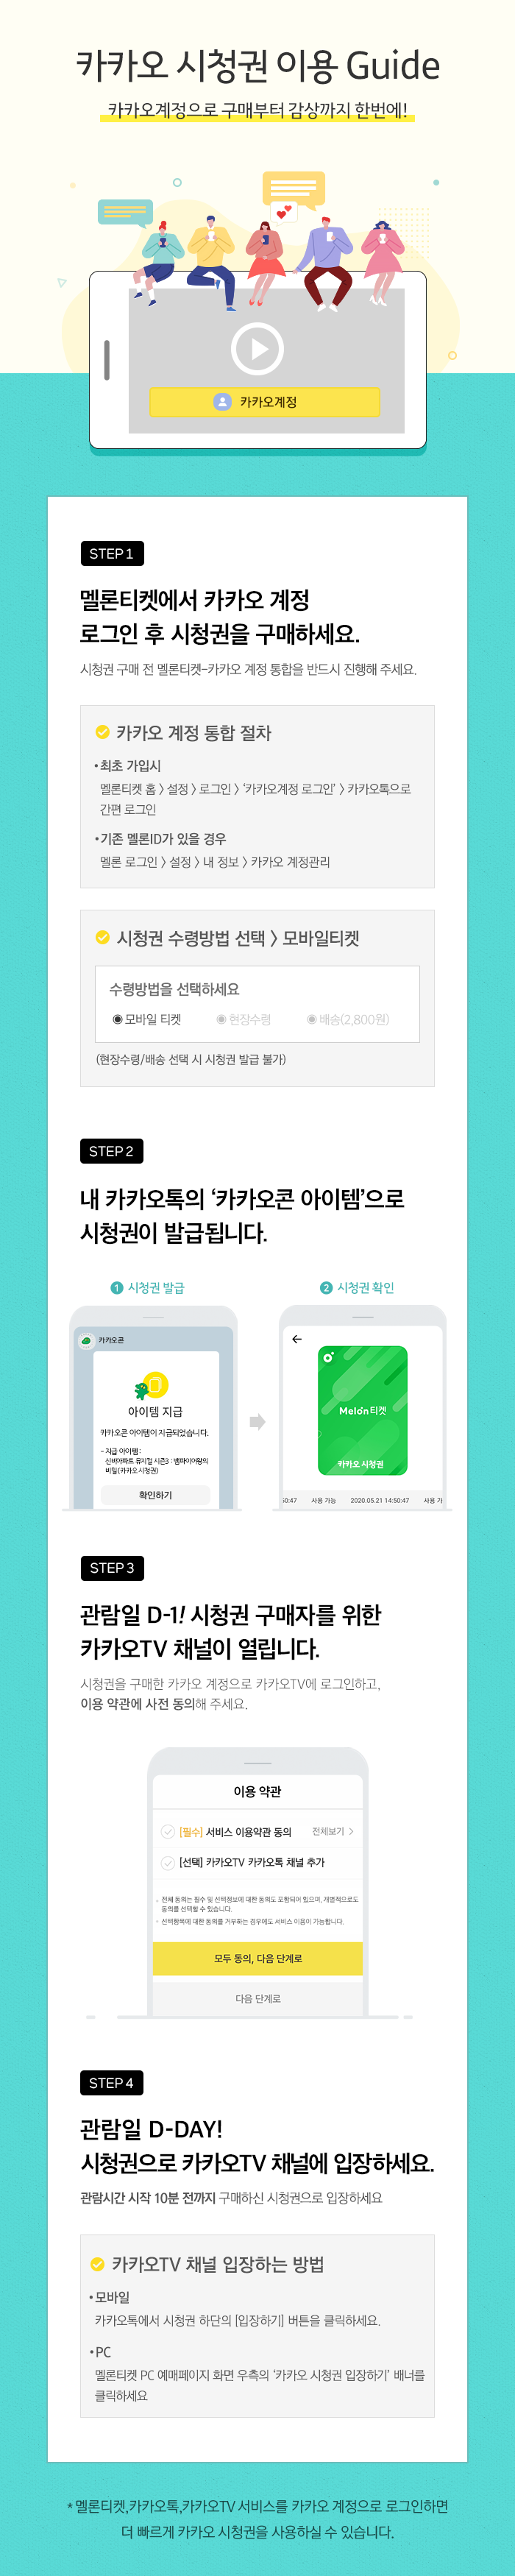 카카오 시청권 이용 Guide
카카오계정으로 구매부터 감상까지 한번에!
카카오계정
STEP 1
멜론티켓에서 카카오 계정
로그인 후 시청권을 구매하세요.
시청권 구매 전 멜론티켓-카카오 계정 통합을 반드시 진행해 주세요.
카카오 계정 통합 절차
• 최초 가입시
멜론티켓 홈 > 설정 > 로그인 > ‘카카오계정 로그인’ > 카카오톡으로
간편 로그인
• 기존 멜론ID가 있을 경우
멜론 로그인 > 설정 > 내 정보 > 카카오 계정관리
시청권 수령방법 선택 > 모바일티켓
수령방법을 선택하세요
◉ 모바일 티켓 ◉ 현장수령 ◉ 배송(2,800원)
(현장수령/배송 선택 시 시청권 발급 불가)
STEP 2
내 카카오톡의 ‘카카오콘 아이템’으로
시청권이 발급됩니다.
1 시청권 발급
카카오콘
아이템 지급
카카오콘 아이템이 지급되었습니다.
- 지급 아이템 :
신비아파트 뮤지컬 시즌3 : 뱀파이어왕의
비밀(카카오 시청권)
확인하기
2 시청권 확인
Melon 티켓
카카오 시청권
50:47 사용 가능 2020.05.21 14:50:47 사용 가
STEP 3
관람일 D-1! 시청권 구매자를 위한
카카오TV 채널이 열립니다.
시청권을 구매한 카카오 계정으로 카카오TV에 로그인하고,
이용 약관에 사전 동의해 주세요.
이용 약관
[필수] 서비스 이용약관 동의 전체보기 >
[선택] 카카오TV 카카오톡 채널 추가
• 전체 동의는 필수 및 선택정보에 대한 동의도 포함되어 있으며, 개별적으로도
동의를 선택할 수 있습니다.
• 선택항목에 대한 동의를 거부하는 경우에도 서비스 이용이 가능합니다.
모두 동의, 다음 단계로
다음 단계로
STEP 4
관람일 D-DAY!
시청권으로 카카오TV 채널에 입장하세요.
관람시간 시작 10분 전까지 구매하신 시청권으로 입장하세요
카카오TV 채널 입장하는 방법
• 모바일
카카오톡에서 시청권 하단의 [입장하기] 버튼을 클릭하세요.
• PC
멜론티켓 PC 예매페이지 화면 우측의 ‘카카오 시청권 입장하기’ 배너를
클릭하세요
* 멜론티켓,카카오톡,카카오TV 서비스를 카카오 계정으로 로그인하면
더 빠르게 카카오 시청권을 사용하실 수 있습니다.